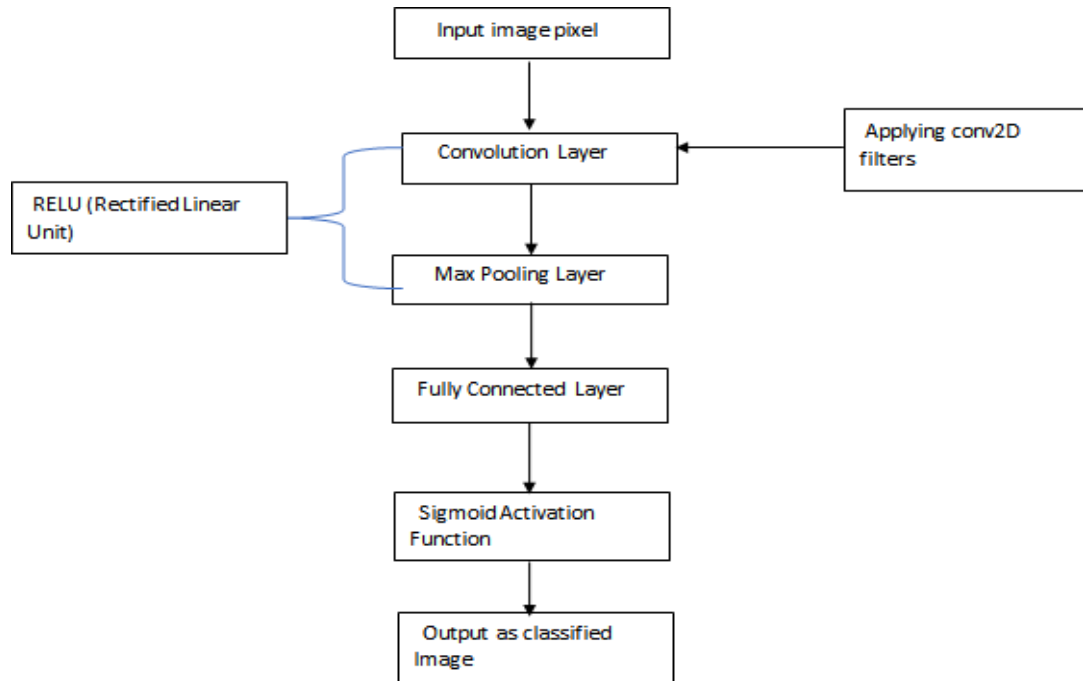 Input image pixel
Applying conv2D
filters
Convolution Layer
RELU (Rectified Linear
Unit)
Max Pooling Layer
Fully Connected Layer
Sigmoid Activation
Function
Output as classified
Image